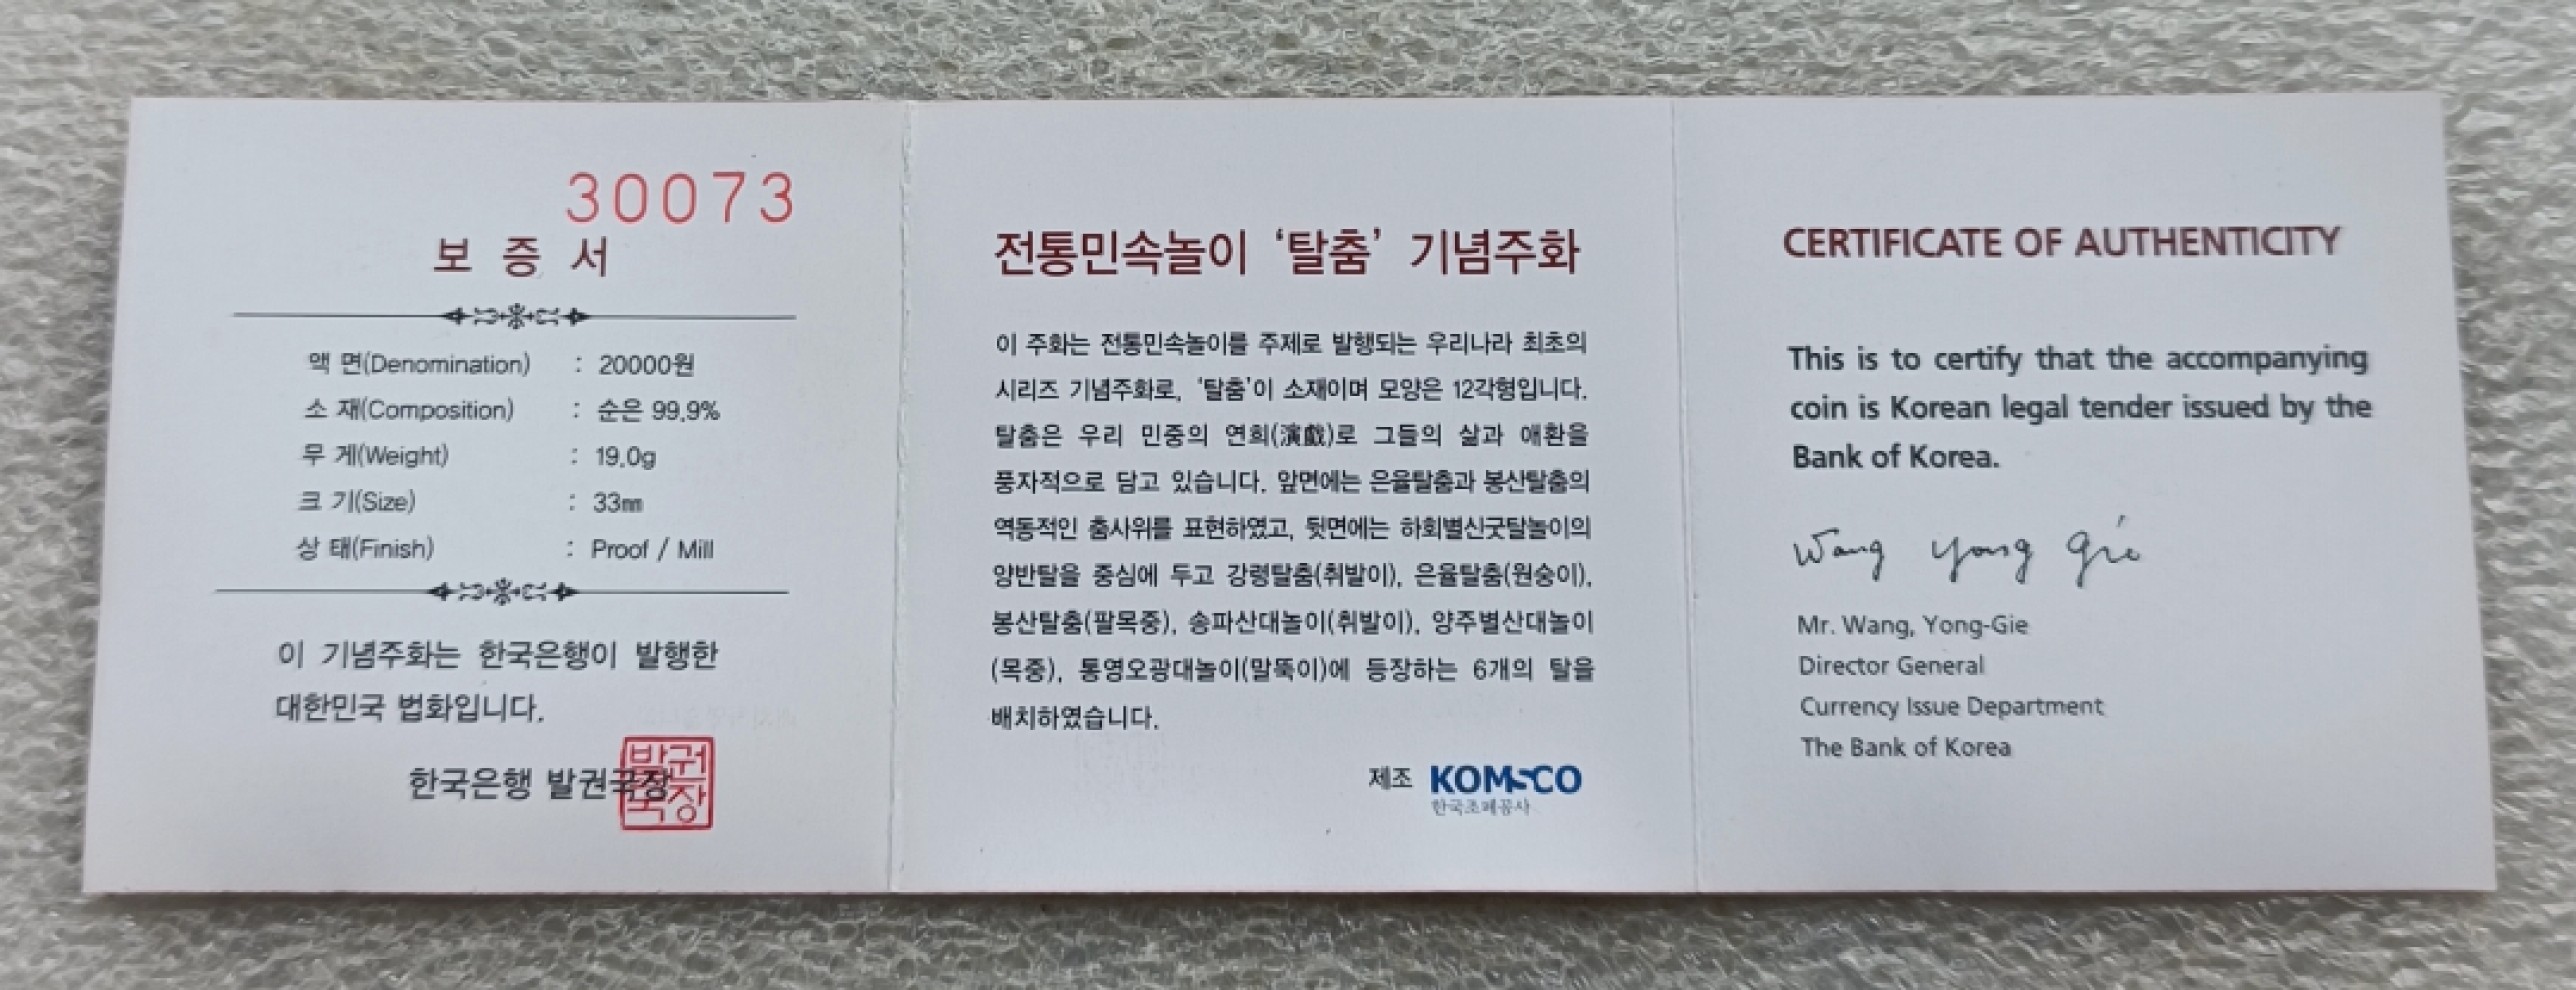 30073
보 증 서
액 면(Denomination) : 20000원
소 재(Composition) : 순은 99.9%
무 게(Weight) : 19.0g
크 기(Size) : 33㎜
상 태(Finish) : Proof / Mill
이 기념주화는 한국은행이 발행한
대한민국 법화입니다.
한국은행 발권국장
발권
국장
전통민속놀이 ‘탈춤’ 기념주화
이 주화는 전통민속놀이를 주제로 발행되는 우리나라 최초의
시리즈 기념주화로, ‘탈춤’이 소재이며 모양은 12각형입니다.
탈춤은 우리 민중의 연희(演戱)로 그들의 삶과 애환을
풍자적으로 담고 있습니다. 앞면에는 은율탈춤과 봉산탈춤의
역동적인 춤사위를 표현하였고, 뒷면에는 하회별신굿탈놀이의
양반탈을 중심에 두고 강령탈춤(취발이), 은율탈춤(원숭이),
봉산탈춤(팔목중), 송파산대놀이(취발이), 양주별산대놀이
(목중), 통영오광대놀이(말뚝이)에 등장하는 6개의 탈을
배치하였습니다.
제조 KOMSCO
한국조폐공사
CERTIFICATE OF AUTHENTICITY
This is to certify that the accompanying
coin is Korean legal tender issued by the
Bank of Korea.
Wang Yong Gie
Mr. Wang, Yong-Gie
Director General
Currency Issue Department
The Bank of Korea